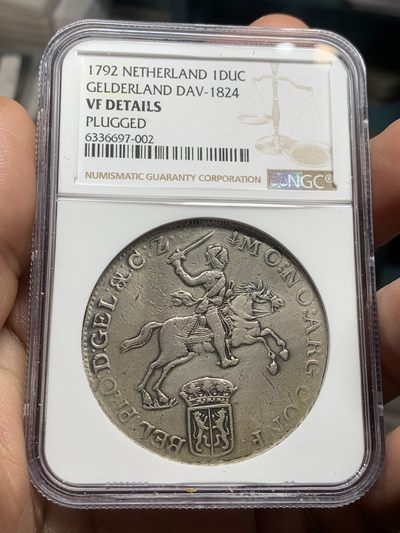 1792 NETHERLAND 1DUC
GELDERLAND DAV-1824
VF DETAILS
PLUGGED
6336697-002
NUMISMATIC GUARANTY CORPORATION
NGC®
MO:NO:ARG:CON:F
BEL:PRO:D:GEL:&C:Z